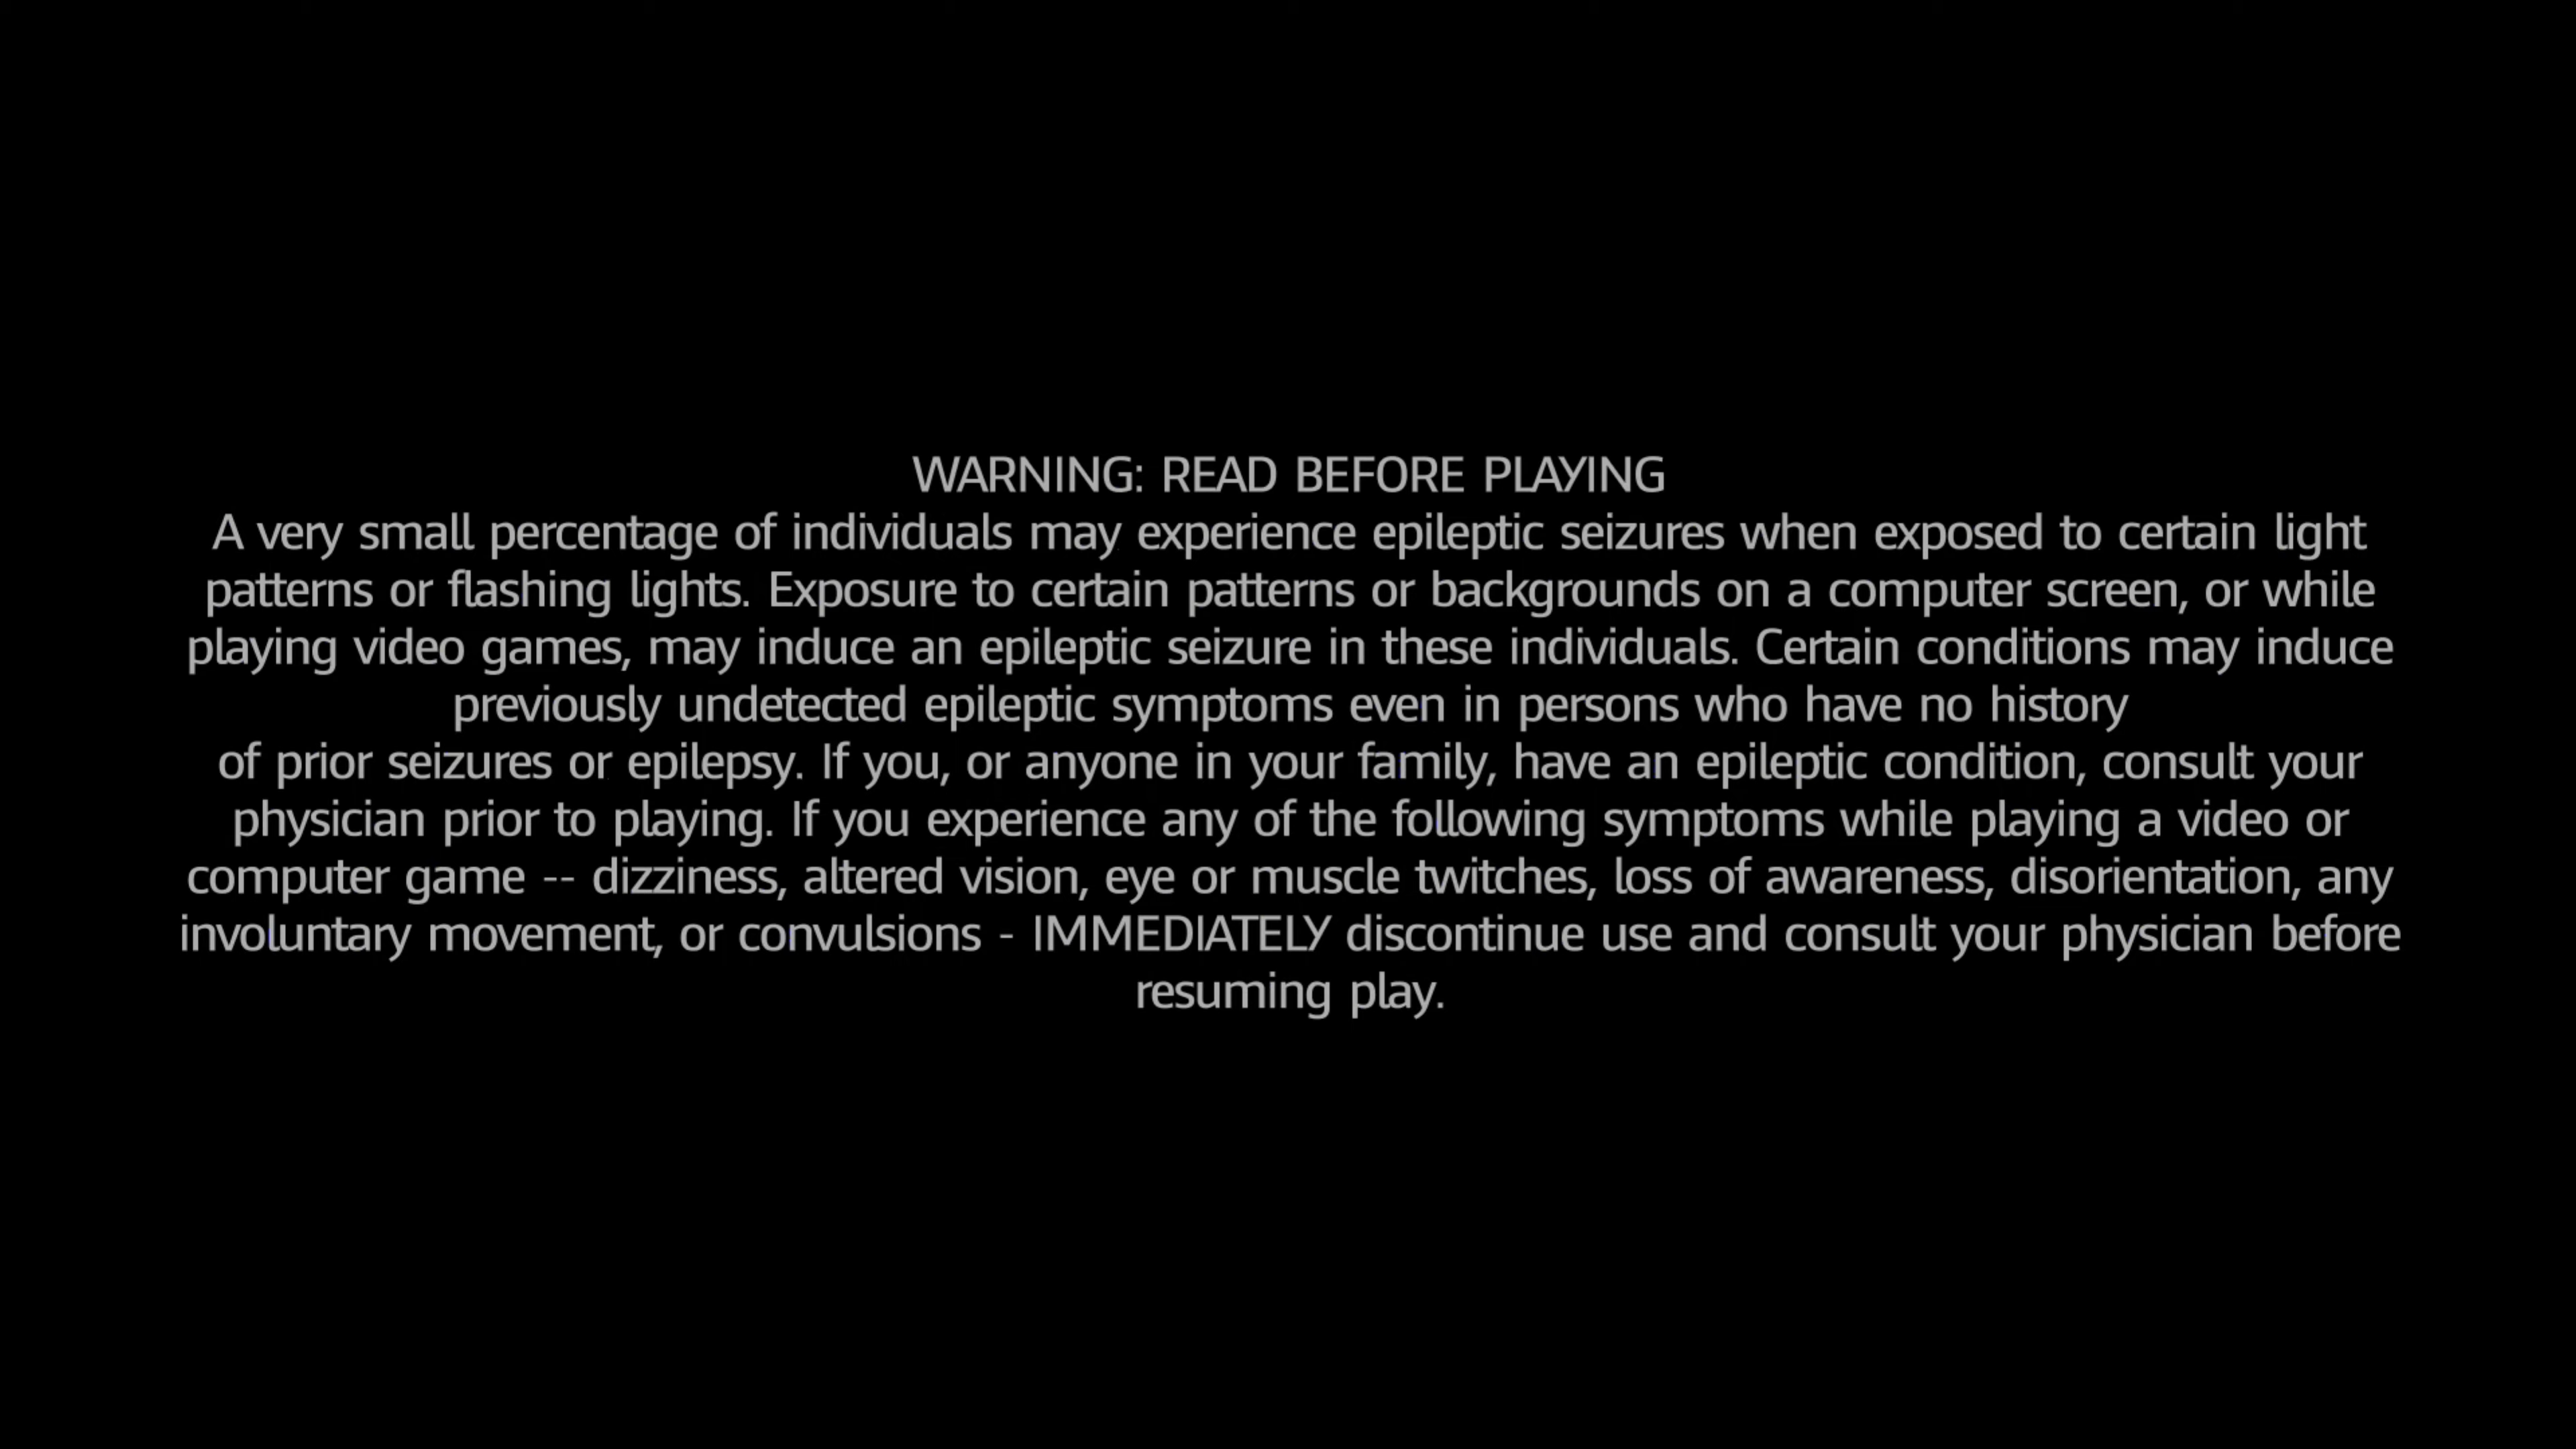 WARNING: READ BEFORE PLAYING
A very small percentage of individuals may experience epileptic seizures when exposed to certain light
patterns or flashing lights. Exposure to certain patterns or backgrounds on a computer screen, or while
playing video games, may induce an epileptic seizure in these individuals. Certain conditions may induce
previously undetected epileptic symptoms even in persons who have no history
of prior seizures or epilepsy. If you, or anyone in your family, have an epileptic condition, consult your
physician prior to playing. If you experience any of the following symptoms while playing a video or
computer game -- dizziness, altered vision, eye or muscle twitches, loss of awareness, disorientation, any
involuntary movement, or convulsions - IMMEDIATELY discontinue use and consult your physician before
resuming play.